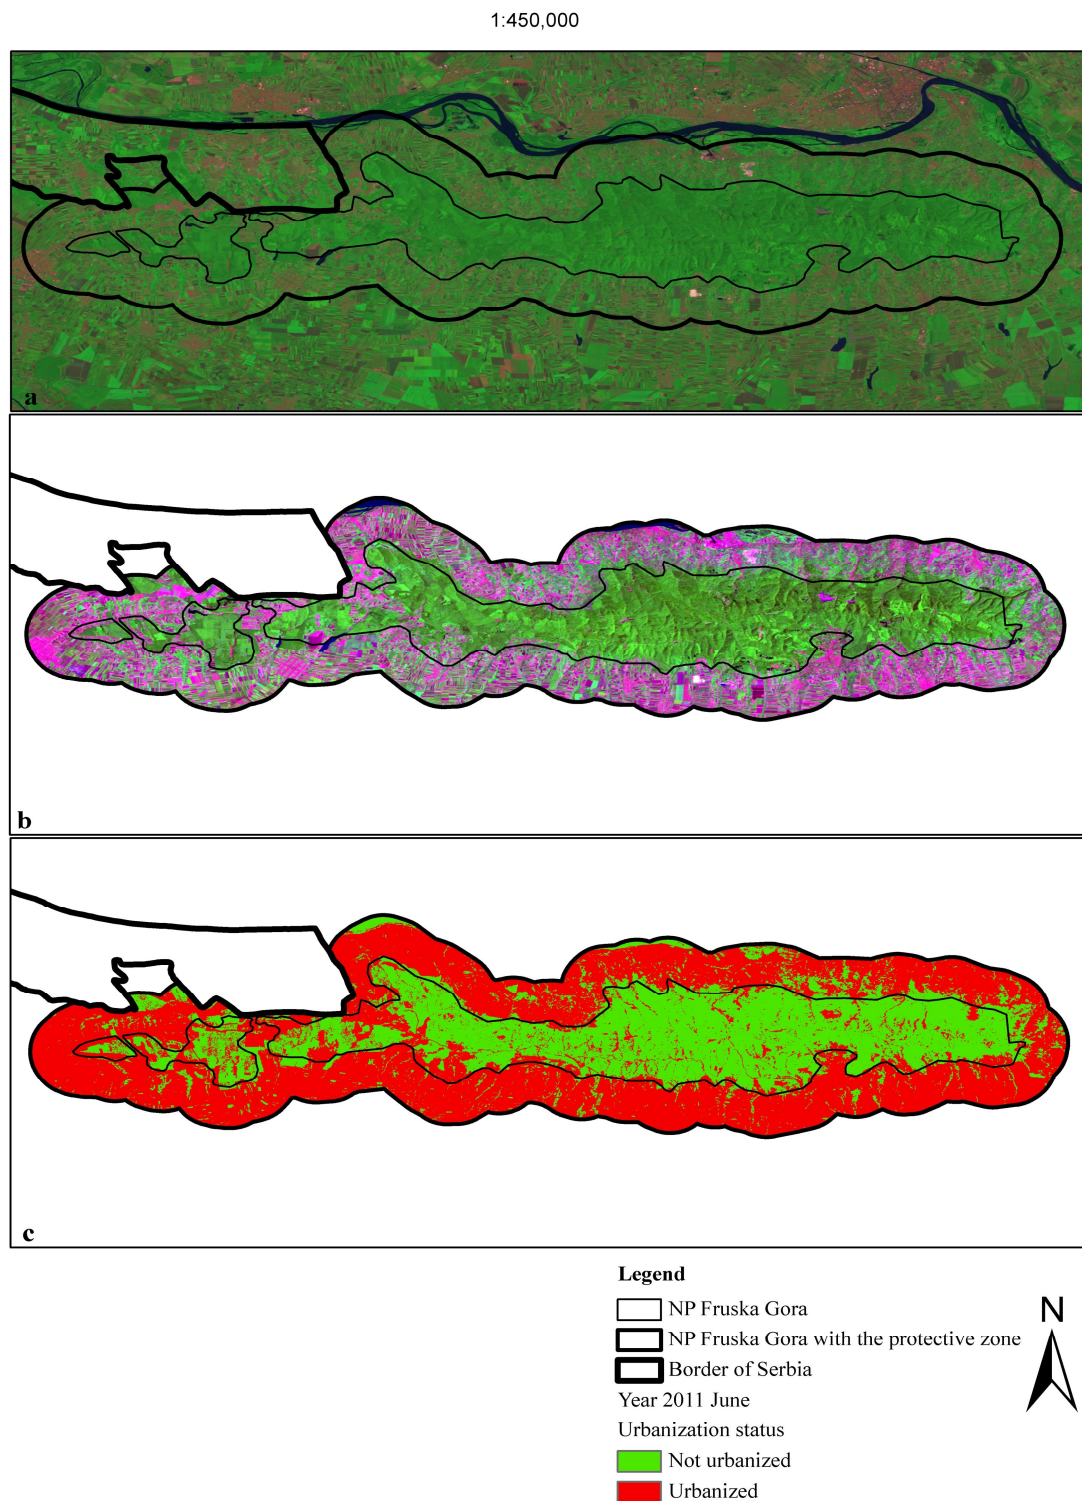 1:450,000
a
b
c
Legend
NP Fruska Gora
NP Fruska Gora with the protective zone
Border of Serbia
Year 2011 June
Urbanization status
Not urbanized
Urbanized
N